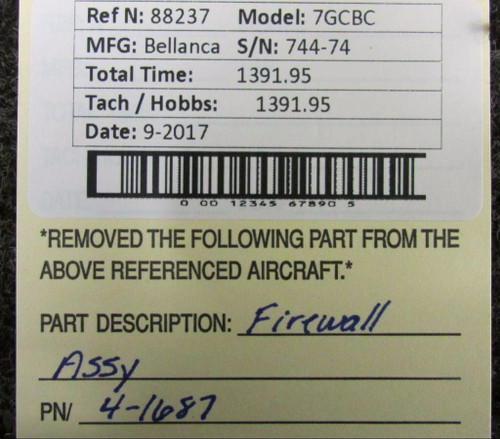 Ref N: 88237 Model: 7GCBC
MFG: Bellanca S/N: 744-74
Total Time: 1391.95
Tach / Hobbs: 1391.95
Date: 9-2017
0 00 12345 67890 5
*REMOVED THE FOLLOWING PART FROM THE
ABOVE REFERENCED AIRCRAFT.*
PART DESCRIPTION: Firewall
Assy
PN/ 4-1687